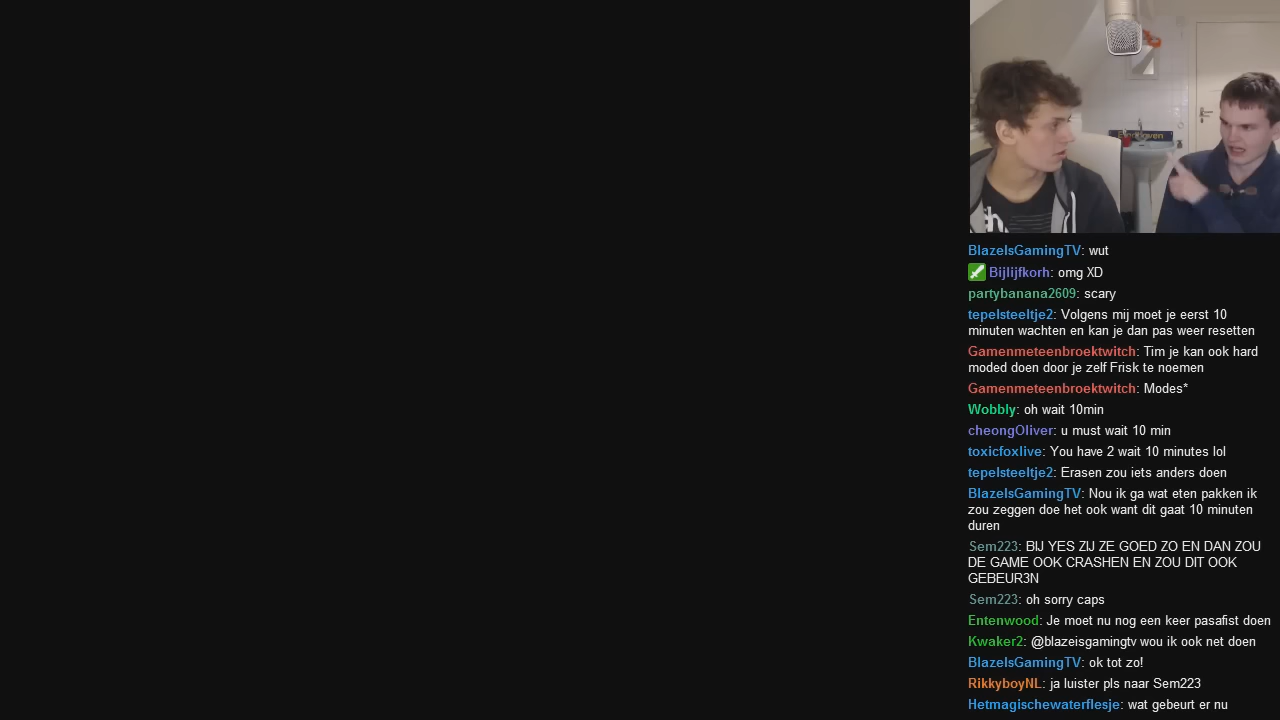 Eindhoven
BlazeIsGamingTV: wut
Bijlijfkorh: omg XD
partybanana2609: scary
tepelsteeltje2: Volgens mij moet je eerst 10
minuten wachten en kan je dan pas weer resetten
Gamenmeteenbroektwitch: Tim je kan ook hard
moded doen door je zelf Frisk te noemen
Gamenmeteenbroektwitch: Modes*
Wobbly: oh wait 10min
cheongOliver: u must wait 10 min
toxicfoxlive: You have 2 wait 10 minutes lol
tepelsteeltje2: Erasen zou iets anders doen
BlazeIsGamingTV: Nou ik ga wat eten pakken ik
zou zeggen doe het ook want dit gaat 10 minuten
duren
Sem223: BIJ YES ZIJ ZE GOED ZO EN DAN ZOU
DE GAME OOK CRASHEN EN ZOU DIT OOK
GEBEUR3N
Sem223: oh sorry caps
Entenwood: Je moet nu nog een keer pasafist doen
Kwaker2: @blazeisgamingtv wou ik ook net doen
BlazeIsGamingTV: ok tot zo!
RikkyboyNL: ja luister pls naar Sem223
Hetmagischewaterflesje: wat gebeurt er nu